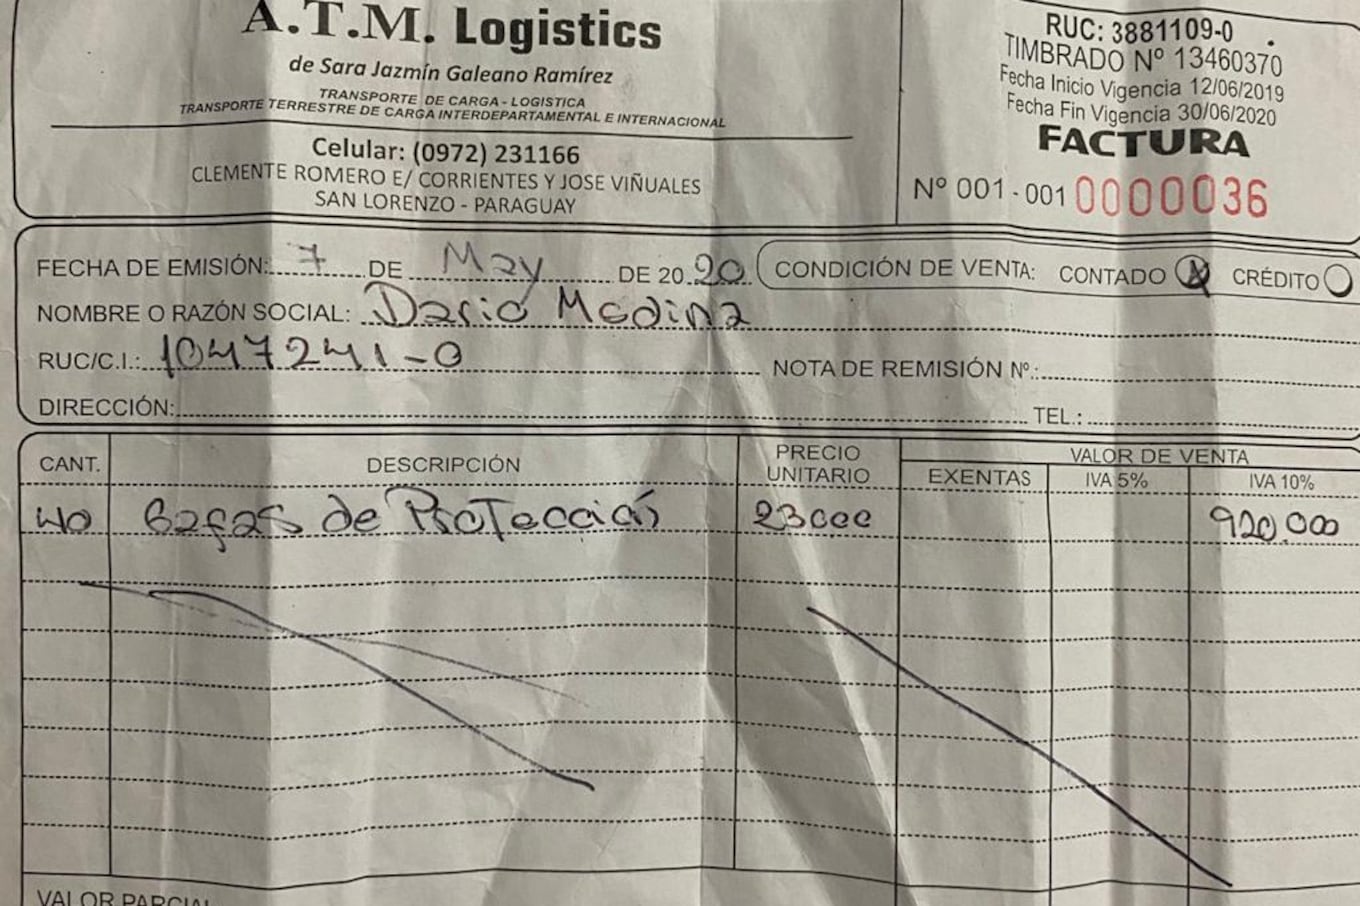 A.T.M. Logistics
de Sara Jazmín Galeano Ramírez
TRANSPORTE DE CARGA - LOGISTICA
TRANSPORTE TERRESTRE DE CARGA INTERDEPARTAMENTAL E INTERNACIONAL
Celular: (0972) 231166
CLEMENTE ROMERO E/ CORRIENTES Y JOSE VIÑUALES
SAN LORENZO - PARAGUAY
RUC: 3881109-0
TIMBRADO Nº 13460370
Fecha Inicio Vigencia 12/06/2019
Fecha Fin Vigencia 30/06/2020
FACTURA
Nº 001 - 001 0000036
FECHA DE EMISIÓN: 7 DE May DE 20 20 CONDICIÓN DE VENTA: CONTADO X CRÉDITO
NOMBRE O RAZÓN SOCIAL: Dario Medina
RUC/C.I.: 1047241-0 NOTA DE REMISIÓN Nº.:
DIRECCIÓN: TEL.:
CANT. DESCRIPCIÓN PRECIO UNITARIO VALOR DE VENTA
EXENTAS IVA 5% IVA 10%
40 Gafas de Protección 23000 920.000
VALOR PARCIAL